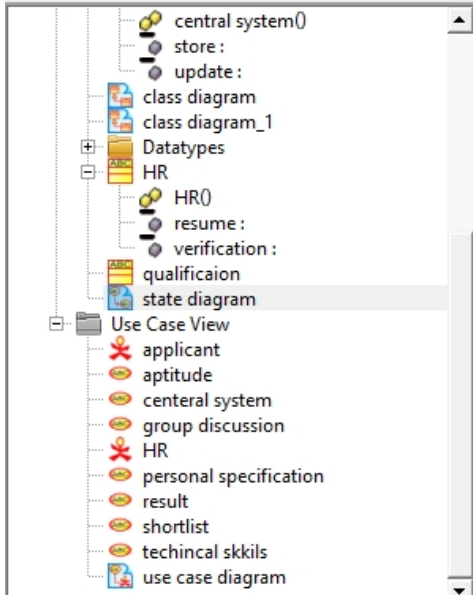 central system()
store :
update :
class diagram
class diagram_1
Datatypes
HR
HR()
resume :
verification :
qualificaion
state diagram
Use Case View
applicant
aptitude
centeral system
group discussion
HR
personal specification
result
shortlist
techincal skkils
use case diagram